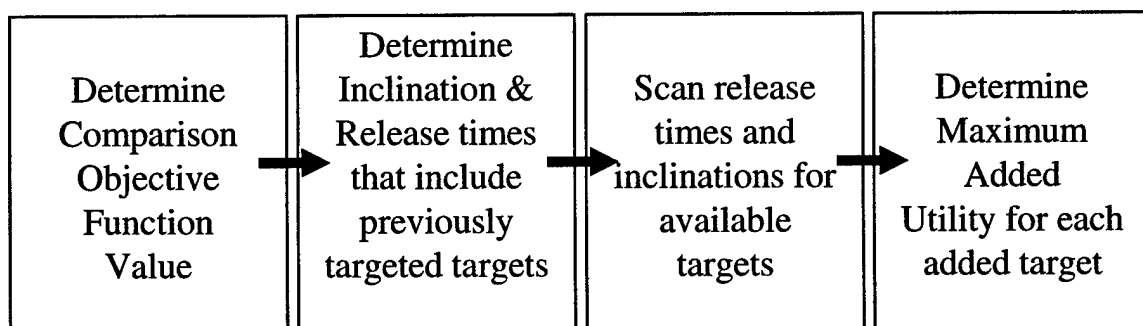 Determine
Comparison
Objective
Function
Value
Determine
Inclination &
Release times
that include
previously
targeted targets
Scan release
times and
inclinations for
available
targets
Determine
Maximum
Added
Utility for each
added target